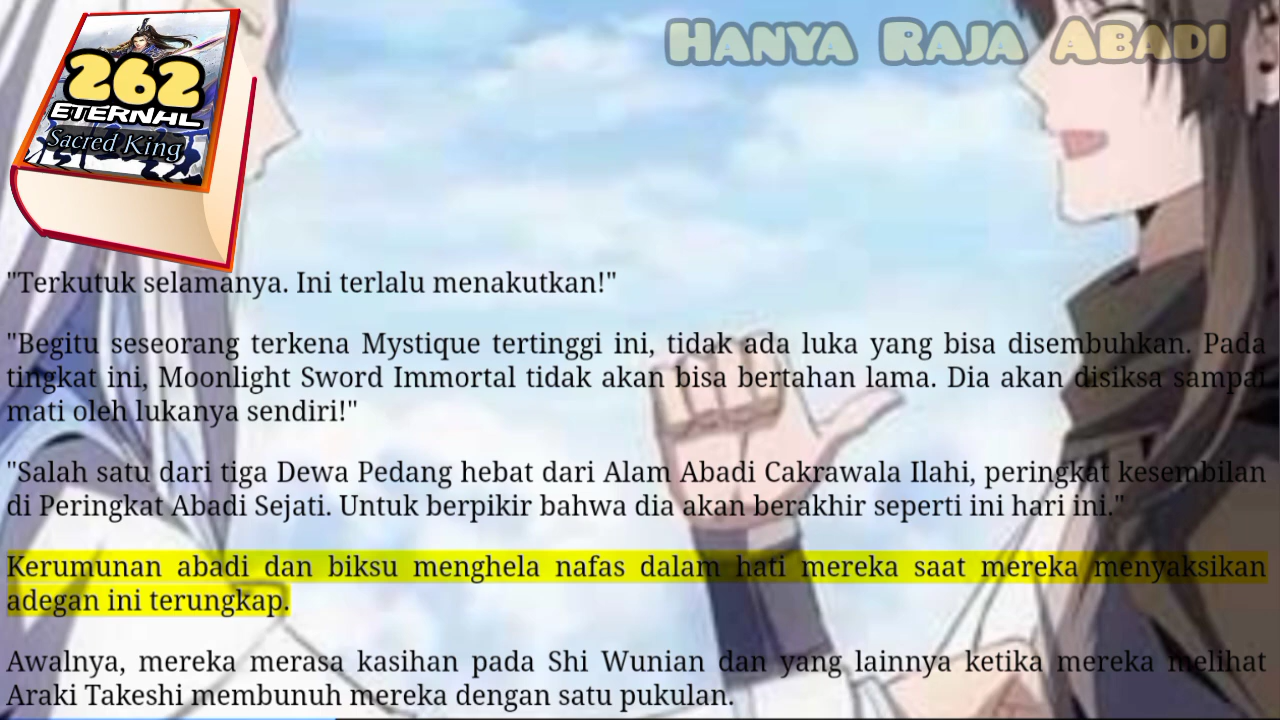 Hanya Raja Abadi
262
ETERNAL
Sacred King
"Terkutuk selamanya. Ini terlalu menakutkan!"
"Begitu seseorang terkena Mystique tertinggi ini, tidak ada luka yang bisa disembuhkan. Pada
tingkat ini, Moonlight Sword Immortal tidak akan bisa bertahan lama. Dia akan disiksa sampai
mati oleh lukanya sendiri!"
"Salah satu dari tiga Dewa Pedang hebat dari Alam Abadi Cakrawala Ilahi, peringkat kesembilan
di Peringkat Abadi Sejati. Untuk berpikir bahwa dia akan berakhir seperti ini hari ini."
Kerumunan abadi dan biksu menghela nafas dalam hati mereka saat mereka menyaksikan
adegan ini terungkap.
Awalnya, mereka merasa kasihan pada Shi Wunian dan yang lainnya ketika mereka melihat
Araki Takeshi membunuh mereka dengan satu pukulan.